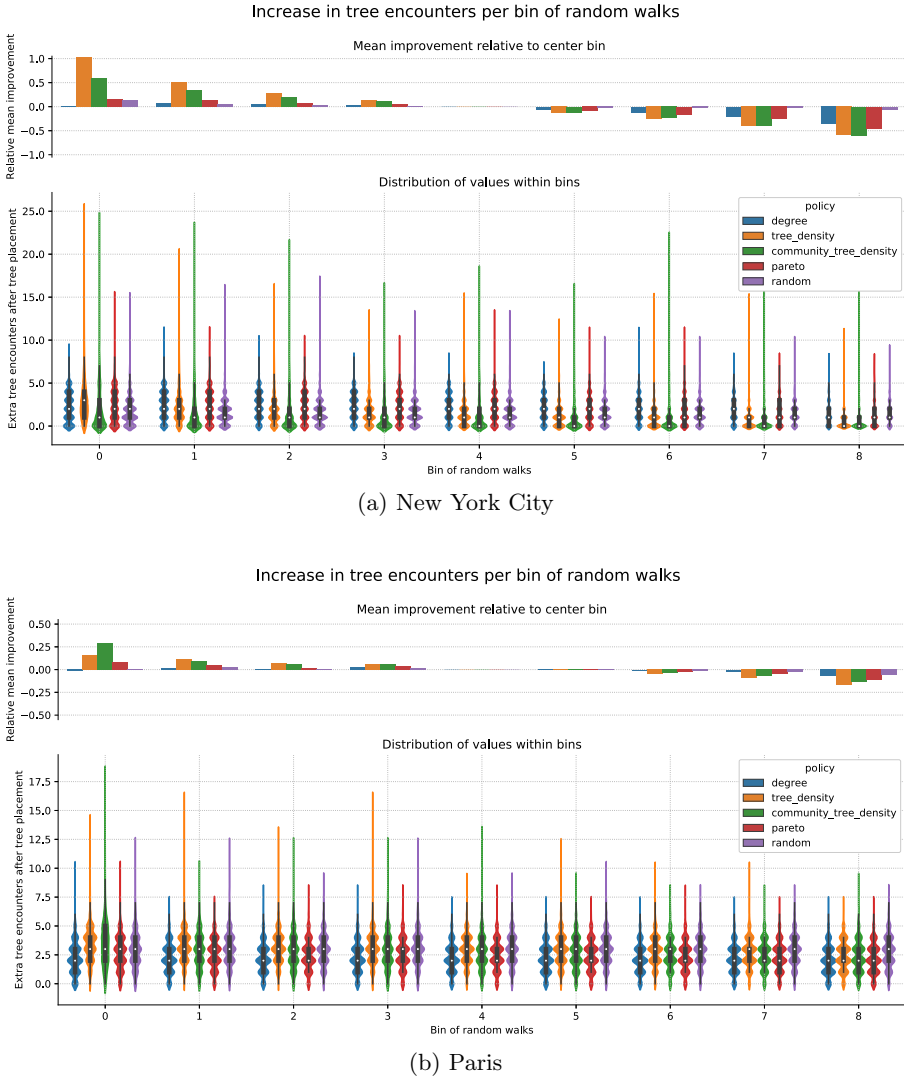 Increase in tree encounters per bin of random walks
Mean improvement relative to center bin
Relative mean improvement
1.0
0.5
0.0
−0.5
−1.0
Distribution of values within bins
Extra tree encounters after tree placement
25.0
20.0
15.0
10.0
5.0
0.0
policy
degree
tree_density
community_tree_density
pareto
random
0 1 2 3 4 5 6 7 8
Bin of random walks
(a) New York City
Increase in tree encounters per bin of random walks
Mean improvement relative to center bin
Relative mean improvement
0.50
0.25
0.00
−0.25
−0.50
Distribution of values within bins
Extra tree encounters after tree placement
17.5
15.0
12.5
10.0
7.5
5.0
2.5
0.0
policy
degree
tree_density
community_tree_density
pareto
random
0 1 2 3 4 5 6 7 8
Bin of random walks
(b) Paris